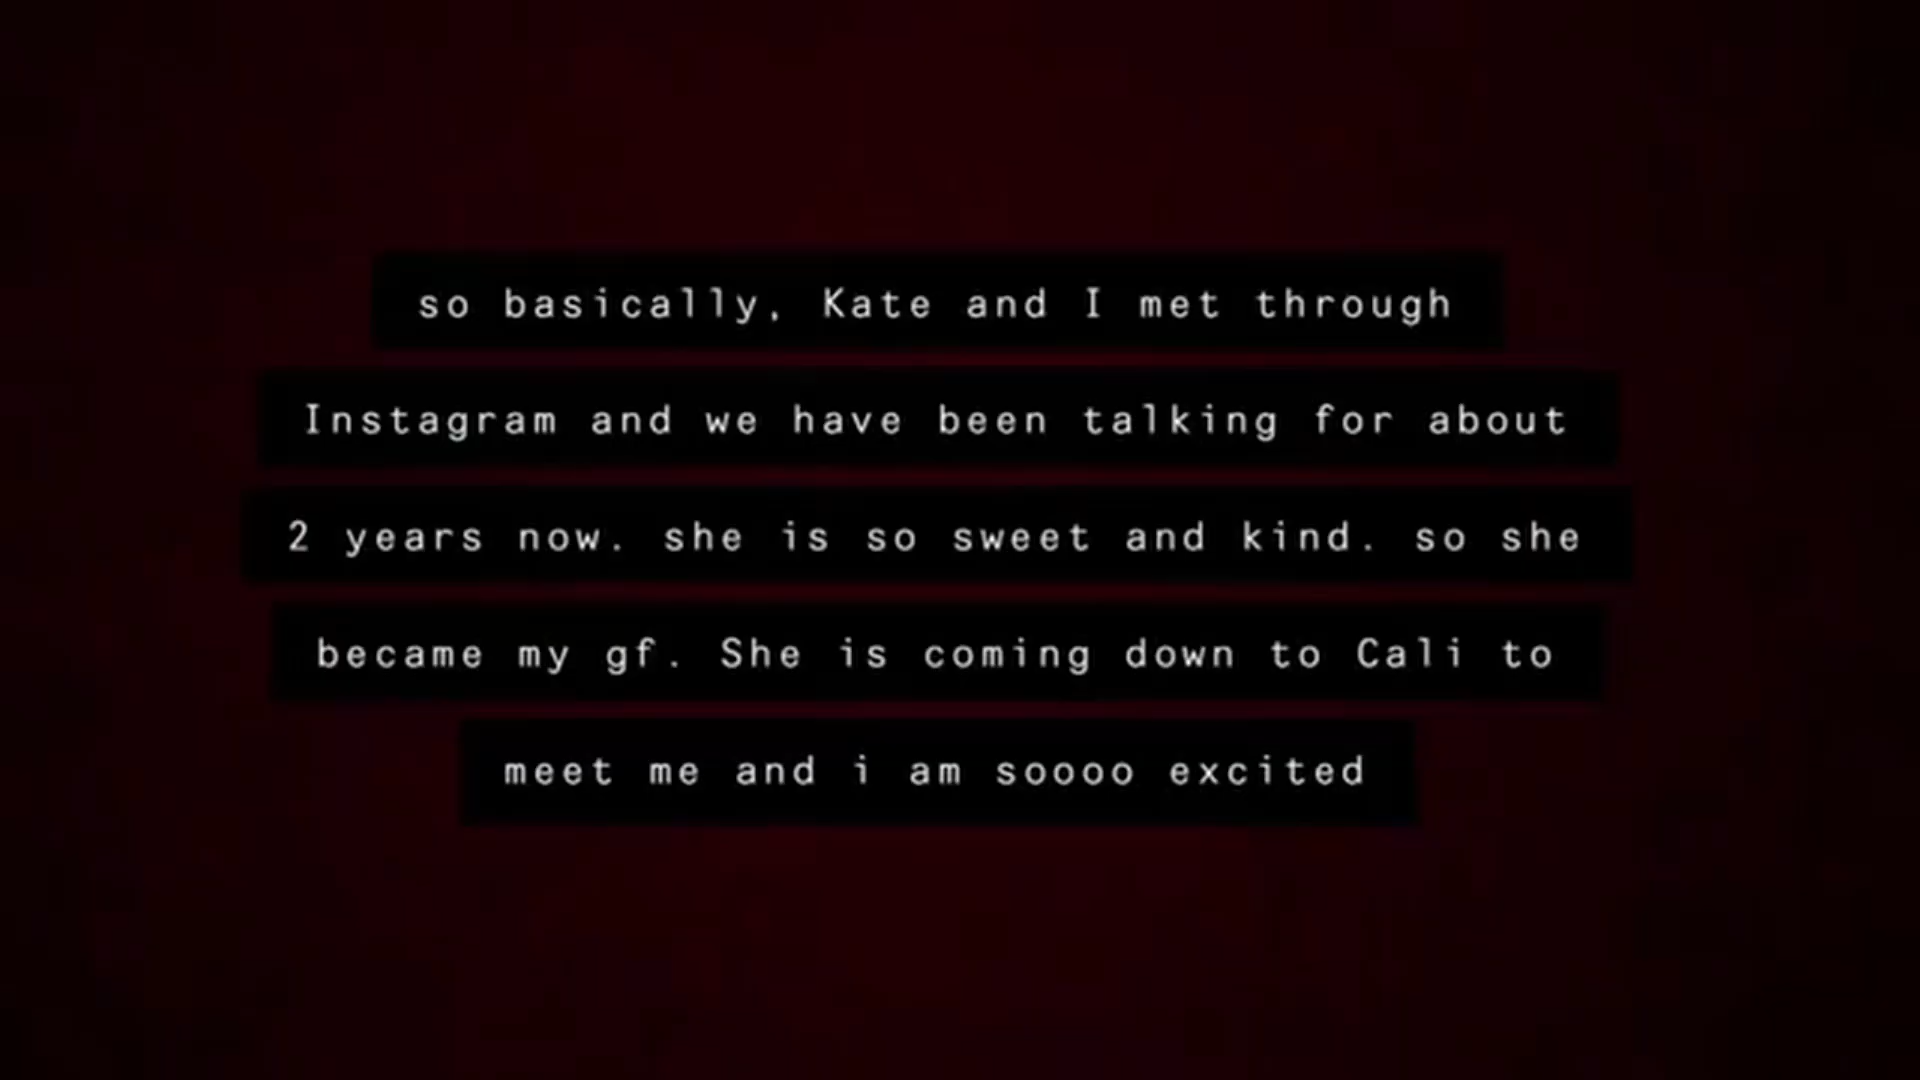 so basically, Kate and I met through
Instagram and we have been talking for about
2 years now. she is so sweet and kind. so she
became my gf. She is coming down to Cali to
meet me and i am soooo excited